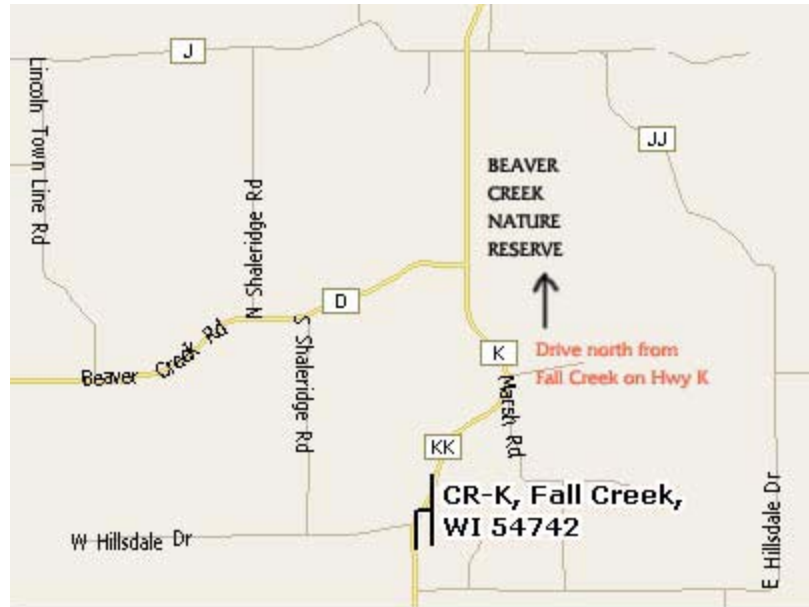 J
Lincoln Town Line Rd
N Shaleridge Rd
JJ
BEAVER
CREEK
NATURE
RESERVE
D
Beaver Creek Rd
S Shaleridge Rd
K
Drive north from
Fall Creek on Hwy K
Marsh Rd
KK
CR-K, Fall Creek,
WI 54742
W Hillsdale Dr
E Hillsdale Dr